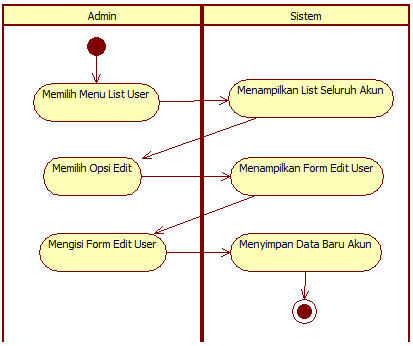 Admin
Sistem
Memilih Menu List User
Menampilkan List Seluruh Akun
Memilih Opsi Edit
Menampilkan Form Edit User
Mengisi Form Edit User
Menyimpan Data Baru Akun